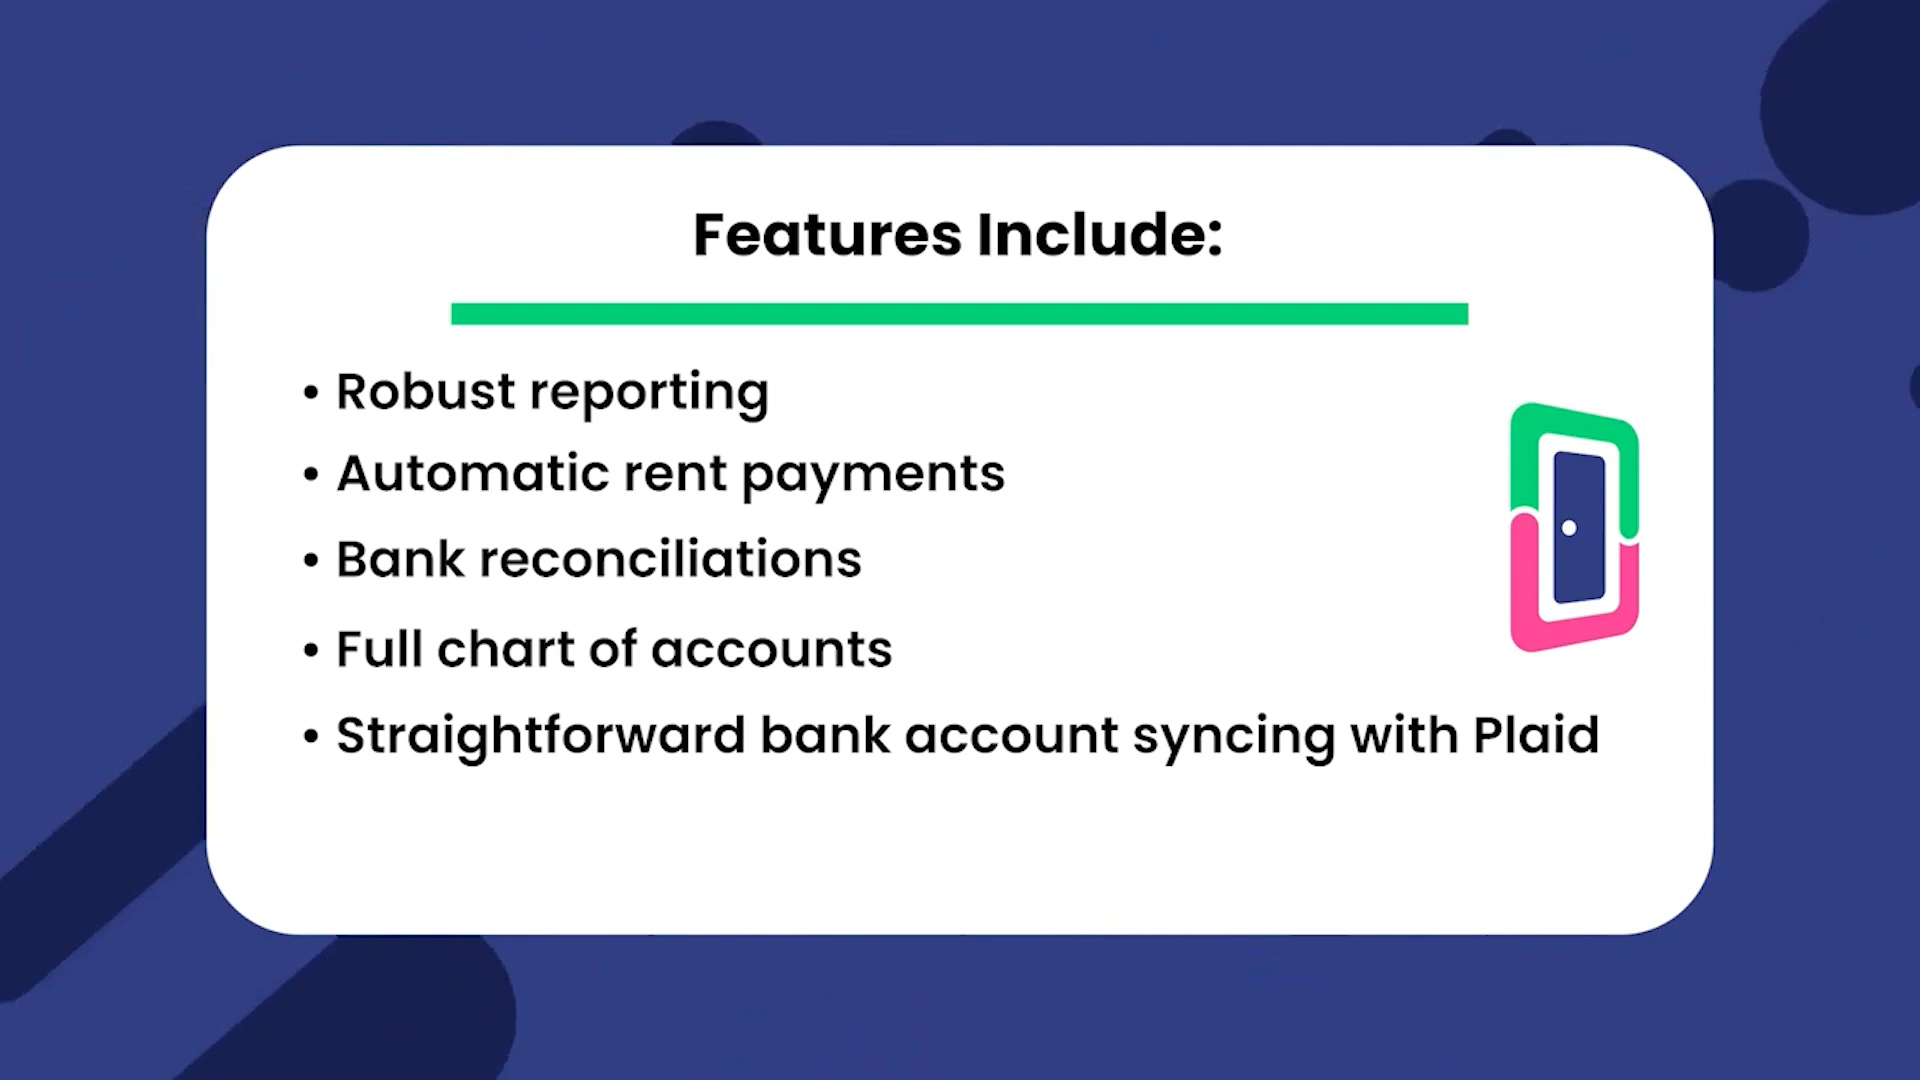 Features Include:
• Robust reporting
• Automatic rent payments
• Bank reconciliations
• Full chart of accounts
• Straightforward bank account syncing with Plaid